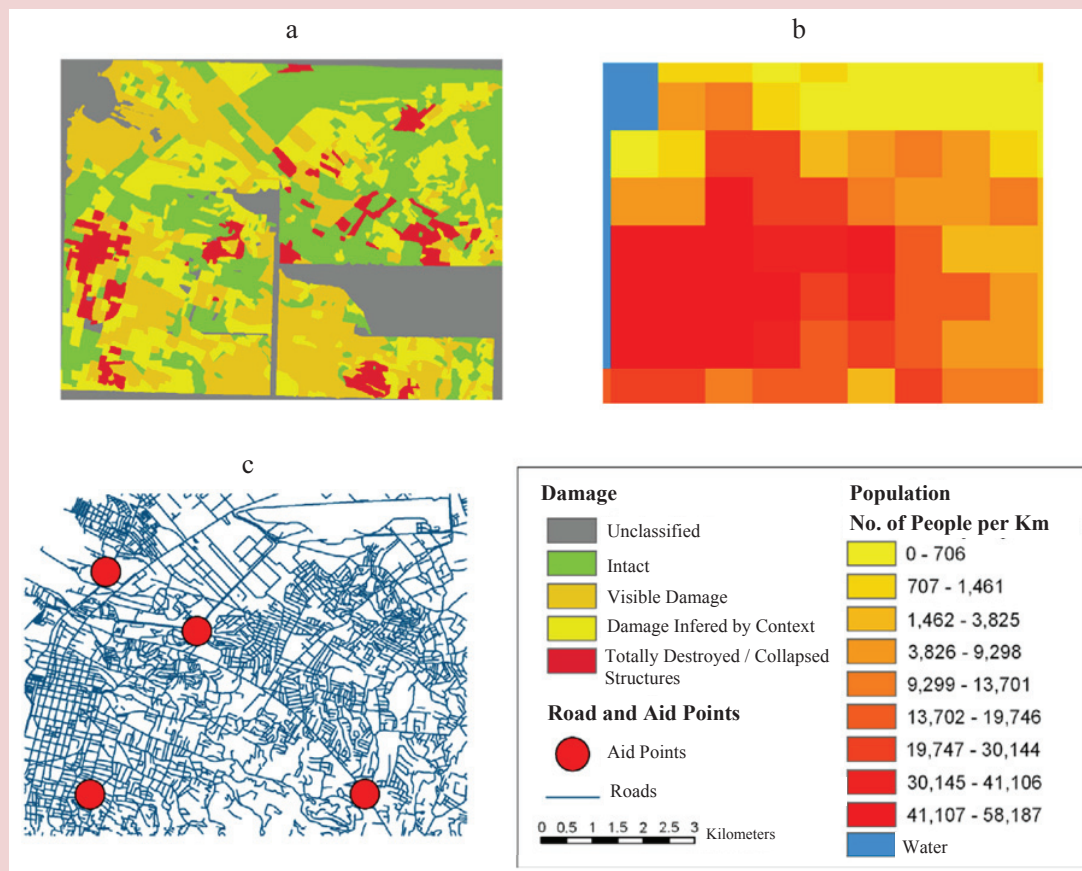 a
b
c
Damage
Unclassified
Intact
Visible Damage
Damage Infered by Context
Totally Destroyed / Collapsed
Structures
Road and Aid Points
Aid Points
Roads
0 0.5 1 1.5 2 2.5 3
Kilometers
Population
No. of People per Km
0 - 706
707 - 1,461
1,462 - 3,825
3,826 - 9,298
9,299 - 13,701
13,702 - 19,746
19,747 - 30,144
30,145 - 41,106
41,107 - 58,187
Water